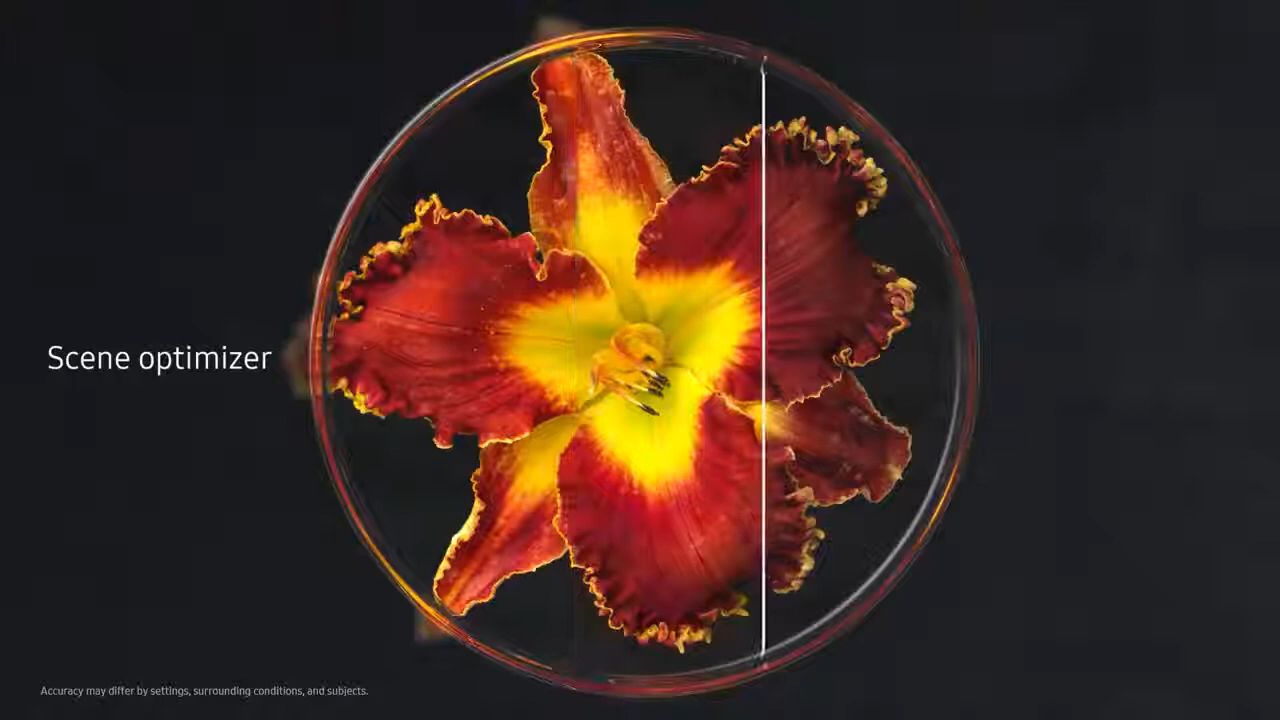 Scene optimizer
Accuracy may differ by settings, surrounding conditions, and subjects.